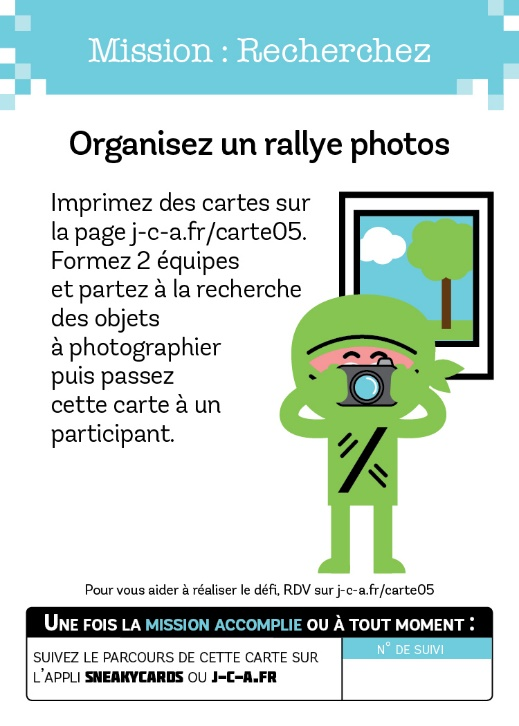 Mission : Recherchez
Organisez un rallye photos
Imprimez des cartes sur
la page j-c-a.fr/carte05.
Formez 2 équipes
et partez à la recherche
des objets
à photographier
puis passez
cette carte à un
participant.
Pour vous aider à réaliser le défi, RDV sur j-c-a.fr/carte05
UNE FOIS LA MISSION ACCOMPLIE OU À TOUT MOMENT :
SUIVEZ LE PARCOURS DE CETTE CARTE SUR
L'APPLI SNEAKYCARDS OU J-C-A.FR
N° DE SUIVI